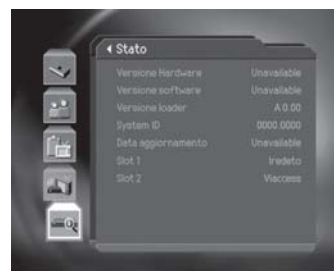 Stato
Versione Hardware Unavailable
Versione software Unavailable
Versione loader A 0.00
System ID 0000.0000
Data aggiornamento Unavailable
Slot 1 Iredeto
Slot 2 Viaccess